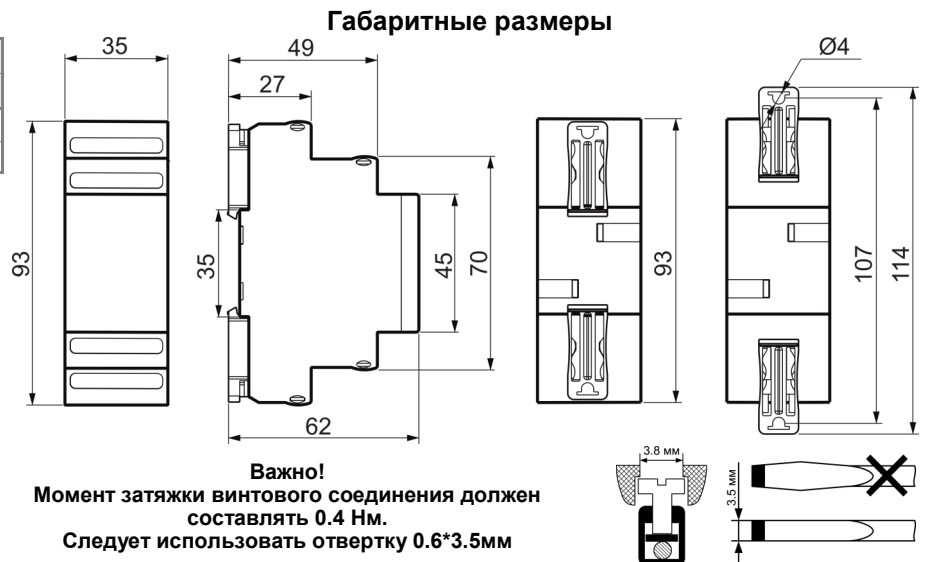 Габаритные размеры
35
49
27
Ø4
93
35
45
70
93
107
114
62
Важно!
Момент затяжки винтового соединения должен
составлять 0.4 Нм.
Следует использовать отвертку 0.6*3.5мм
3.8 мм
3.5 мм